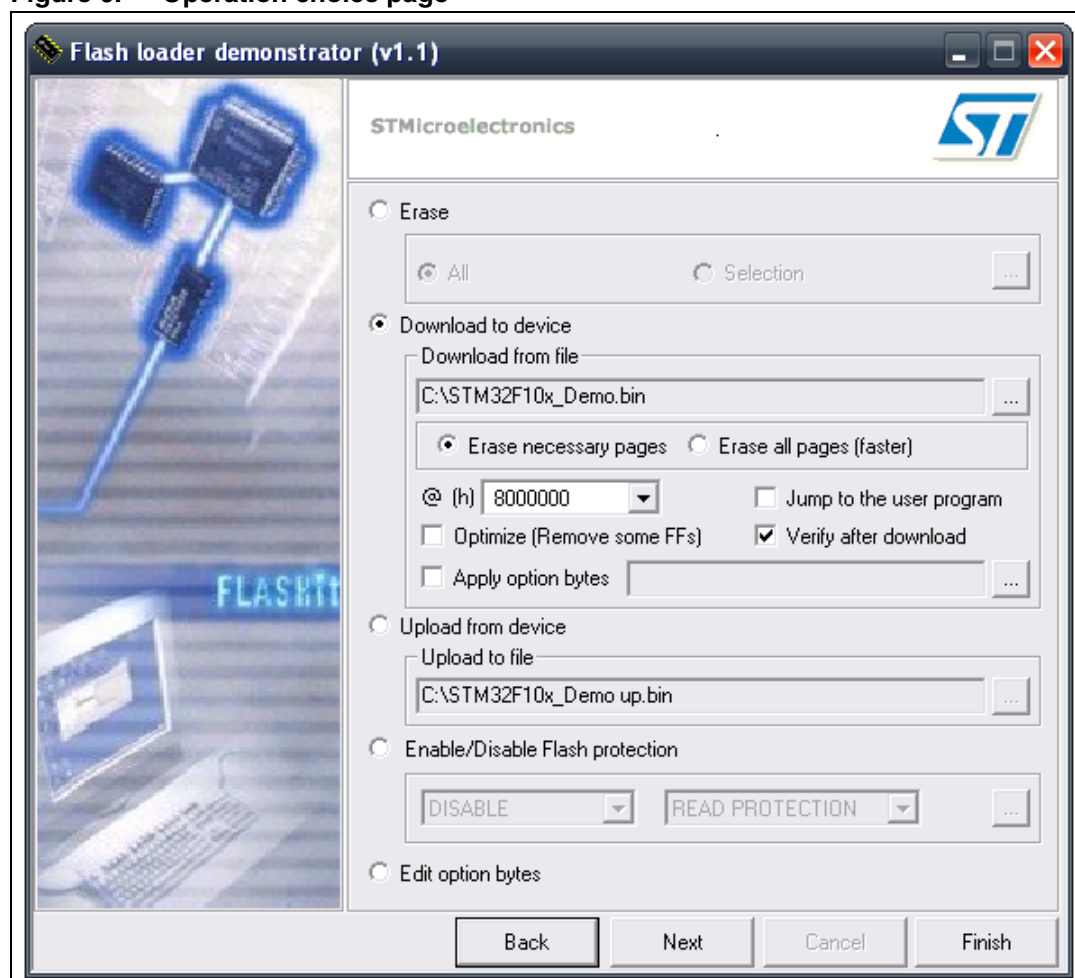 Flash loader demonstrator (v1.1)
STMicroelectronics
ST
Erase
All Selection ...
Download to device
Download from file
C:\STM32F10x_Demo.bin ...
Erase necessary pages Erase all pages (faster)
@ (h) 8000000 Jump to the user program
Optimize (Remove some FFs) Verify after download
Apply option bytes ...
FLASH
Upload from device
Upload to file
C:\STM32F10x_Demo up.bin ...
Enable/Disable Flash protection
DISABLE READ PROTECTION ...
Edit option bytes
Back Next Cancel Finish